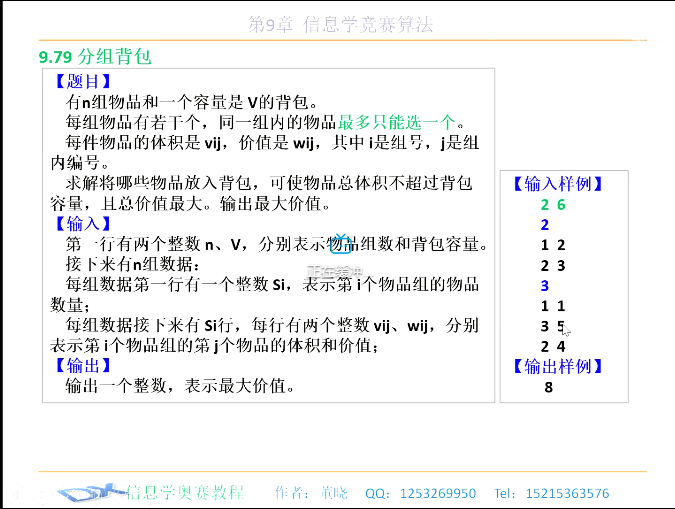 第9章 信息学竞赛算法
9.79 分组背包
【题目】
有n组物品和一个容量是 V的背包。
每组物品有若干个，同一组内的物品最多只能选一个。
每件物品的体积是 vij，价值是 wij，其中 i是组号，j是组
内编号。
求解将哪些物品放入背包，可使物品总体积不超过背包
容量，且总价值最大。输出最大价值。
【输入】
第一行有两个整数 n、V，分别表示物品组数和背包容量。
接下来有n组数据：
正在缓冲...
每组数据第一行有一个整数 Si，表示第 i个物品组的物品
数量；
每组数据接下来有 Si行，每行有两个整数 vij、wij，分别
表示第 i个物品组的第 j个物品的体积和价值；
【输出】
输出一个整数，表示最大价值。
【输入样例】
2 6
2
1 2
2 3
3
1 1
3 5
2 4
【输出样例】
8
信息学奥赛教程 作者：董晓 QQ：1253269950 Tel：15215363576